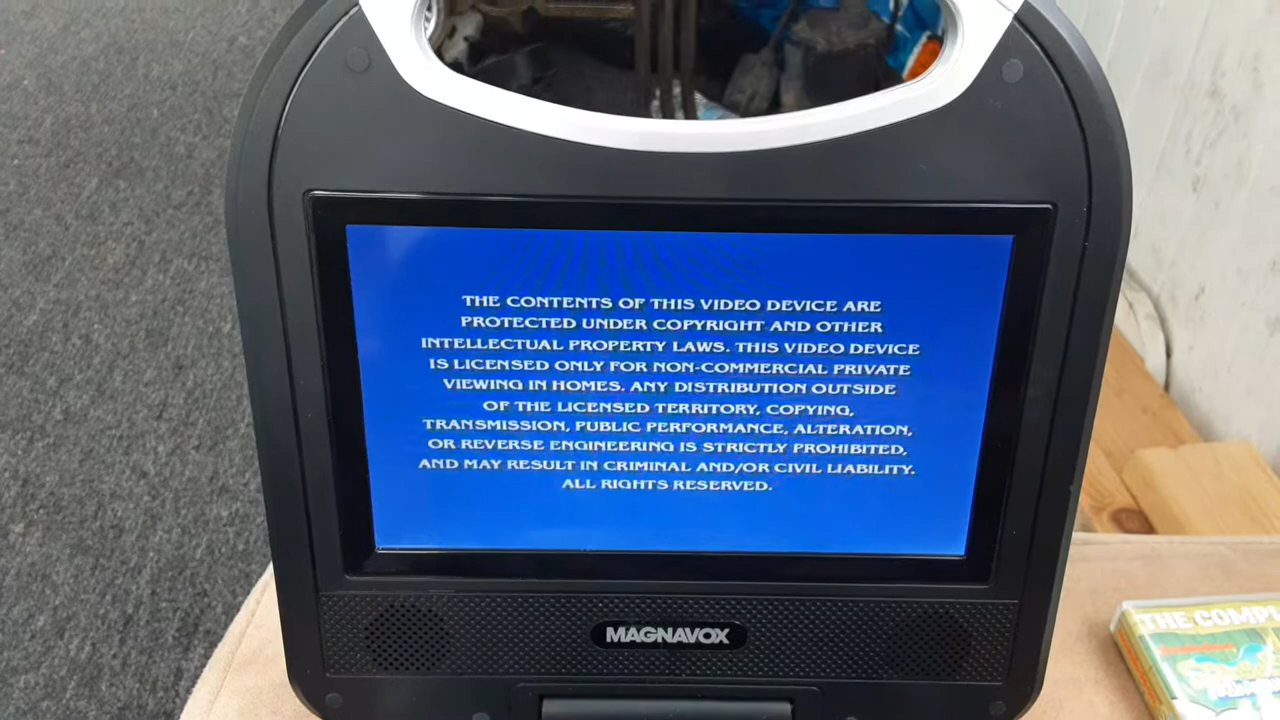 THE CONTENTS OF THIS VIDEO DEVICE ARE
PROTECTED UNDER COPYRIGHT AND OTHER
INTELLECTUAL PROPERTY LAWS. THIS VIDEO DEVICE
IS LICENSED ONLY FOR NON-COMMERCIAL PRIVATE
VIEWING IN HOMES. ANY DISTRIBUTION OUTSIDE
OF THE LICENSED TERRITORY, COPYING,
TRANSMISSION, PUBLIC PERFORMANCE, ALTERATION,
OR REVERSE ENGINEERING IS STRICTLY PROHIBITED,
AND MAY RESULT IN CRIMINAL AND/OR CIVIL LIABILITY.
ALL RIGHTS RESERVED.
MAGNAVOX
THE COMPL